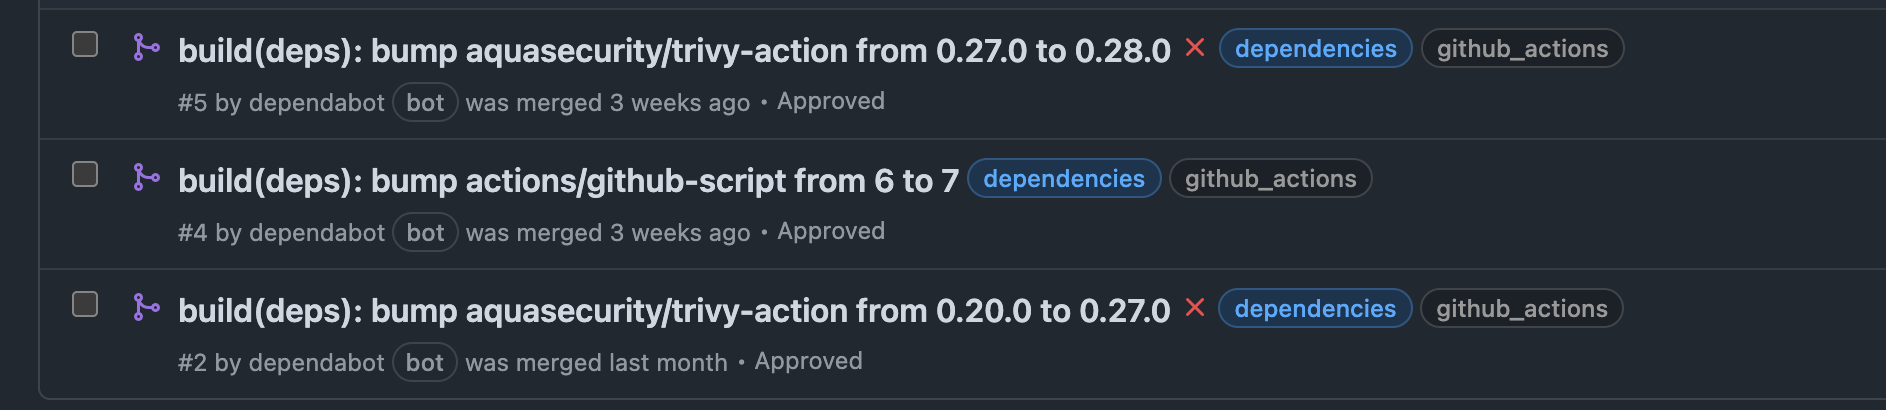 build(deps): bump aquasecurity/trivy-action from 0.27.0 to 0.28.0 dependencies github_actions
#5 by dependabot bot was merged 3 weeks ago • Approved
build(deps): bump actions/github-script from 6 to 7 dependencies github_actions
#4 by dependabot bot was merged 3 weeks ago • Approved
build(deps): bump aquasecurity/trivy-action from 0.20.0 to 0.27.0 dependencies github_actions
#2 by dependabot bot was merged last month • Approved